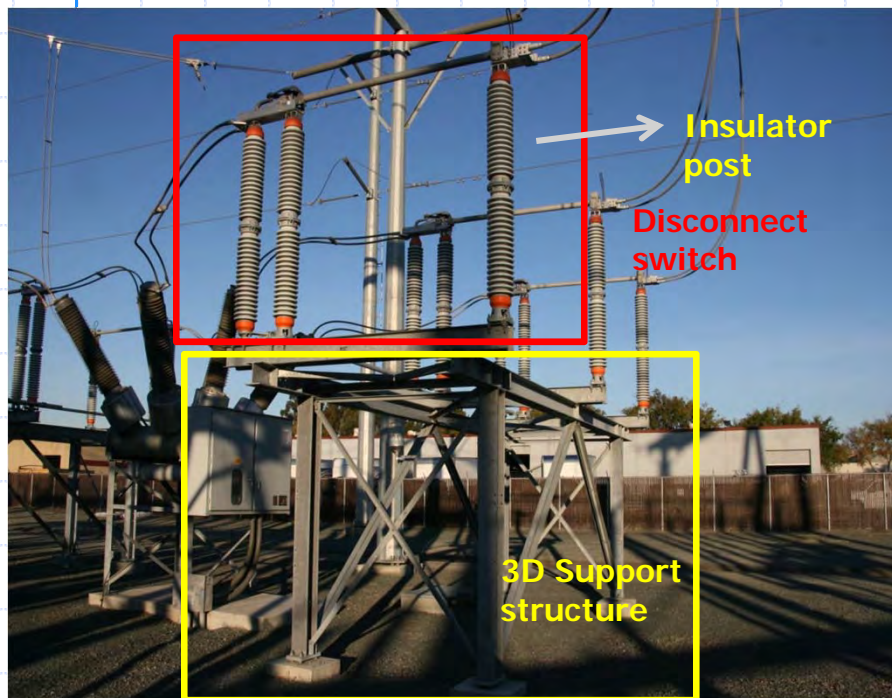 Insulator
post
Disconnect
switch
3D Support
structure